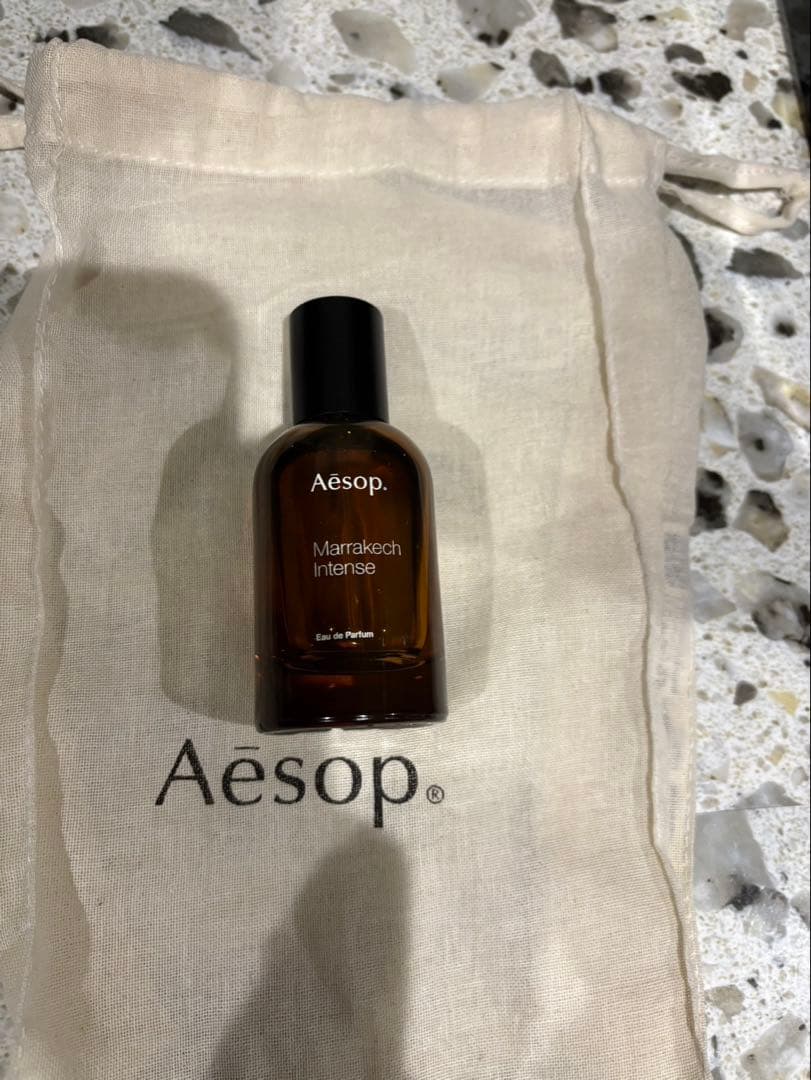 Aēsop.
Marrakech
Intense
Eau de Parfum
Aēsop®